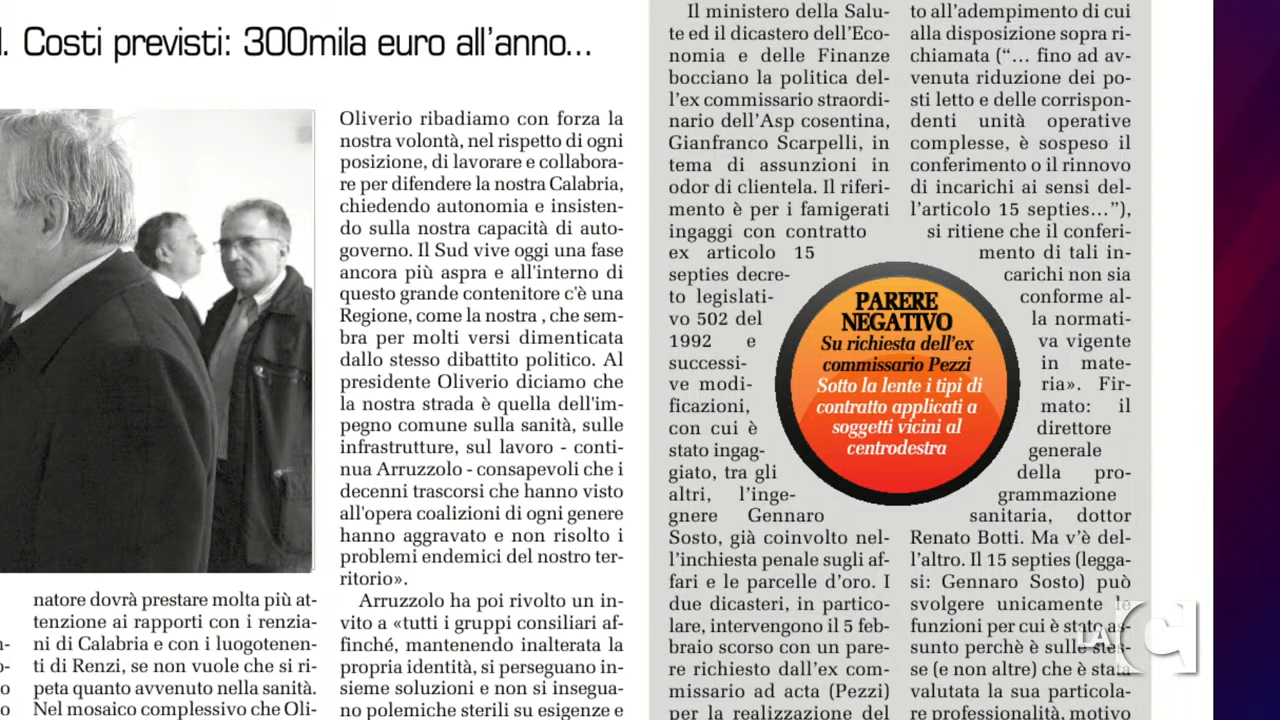 . Costi previsti: 300mila euro all'anno...
natore dovrà prestare molta più at-
tenzione ai rapporti con i renzia-
ni di Calabria e con i luogotenen-
ti di Renzi, se non vuole che si ri-
peta quanto avvenuto nella sanità.
Nel mosaico complessivo che Oli-
Oliverio ribadiamo con forza la
nostra volontà, nel rispetto di ogni
posizione, di lavorare e collabora-
re per difendere la nostra Calabria,
chiedendo autonomia e insisten-
do sulla nostra capacità di auto-
governo. Il Sud vive oggi una fase
ancora più aspra e all'interno di
questo grande contenitore c'è una
Regione, come la nostra , che sem-
bra per molti versi dimenticata
dallo stesso dibattito politico. Al
presidente Oliverio diciamo che
la nostra strada è quella dell'im-
pegno comune sulla sanità, sulle
infrastrutture, sul lavoro - conti-
nua Arruzzolo - consapevoli che i
decenni trascorsi che hanno visto
all'opera coalizioni di ogni genere
hanno aggravato e non risolto i
problemi endemici del nostro ter-
ritorio».
Arruzzolo ha poi rivolto un in-
vito a «tutti i gruppi consiliari af-
finché, mantenendo inalterata la
propria identità, si perseguano in-
sieme soluzioni e non si insegua-
no polemiche sterili su esigenze e
Il ministero della Salu-
te ed il dicastero dell'Eco-
nomia e delle Finanze
bocciano la politica del-
l'ex commissario straordi-
nario dell'Asp cosentina,
Gianfranco Scarpelli, in
tema di assunzioni in
odor di clientela. Il riferi-
mento è per i famigerati
ingaggi con contratto
ex articolo 15
septies decre-
to legislati-
vo 502 del
1992 e
successi-
ve modi-
ficazioni,
con cui è
stato ingag-
giato, tra gli
altri, l'inge-
gnere Gennaro
Sosto, già coinvolto nel-
l'inchiesta penale sugli af-
fari e le parcelle d'oro. I
due dicasteri, in partico-
lare, intervengono il 5 feb-
braio scorso con un pare-
re richiesto dall'ex com-
missario ad acta (Pezzi)
per la realizzazione del
PARERE
NEGATIVO
Su richiesta dell'ex
commissario Pezzi
Sotto la lente i tipi di
contratto applicati a
soggetti vicini al
centrodestra
to all'adempimento di cui
alla disposizione sopra ri-
chiamata (“... fino ad av-
venuta riduzione dei po-
sti letto e delle corrispon-
denti unità operative
complesse, è sospeso il
conferimento o il rinnovo
di incarichi ai sensi del-
l'articolo 15 septies...”),
si ritiene che il conferi-
mento di tali in-
carichi non sia
conforme al-
la normati-
va vigente
in mate-
ria». Fir-
mato: il
direttore
generale
della pro-
grammazione
sanitaria, dottor
Renato Botti. Ma v'è del-
l'altro. Il 15 septies (legga-
si: Gennaro Sosto) può
svolgere unicamente le
funzioni per cui è stato as-
sunto perchè è sulle stes-
se (e non altre) che è stata
valutata la sua particola-
re professionalità, motivo
LA C